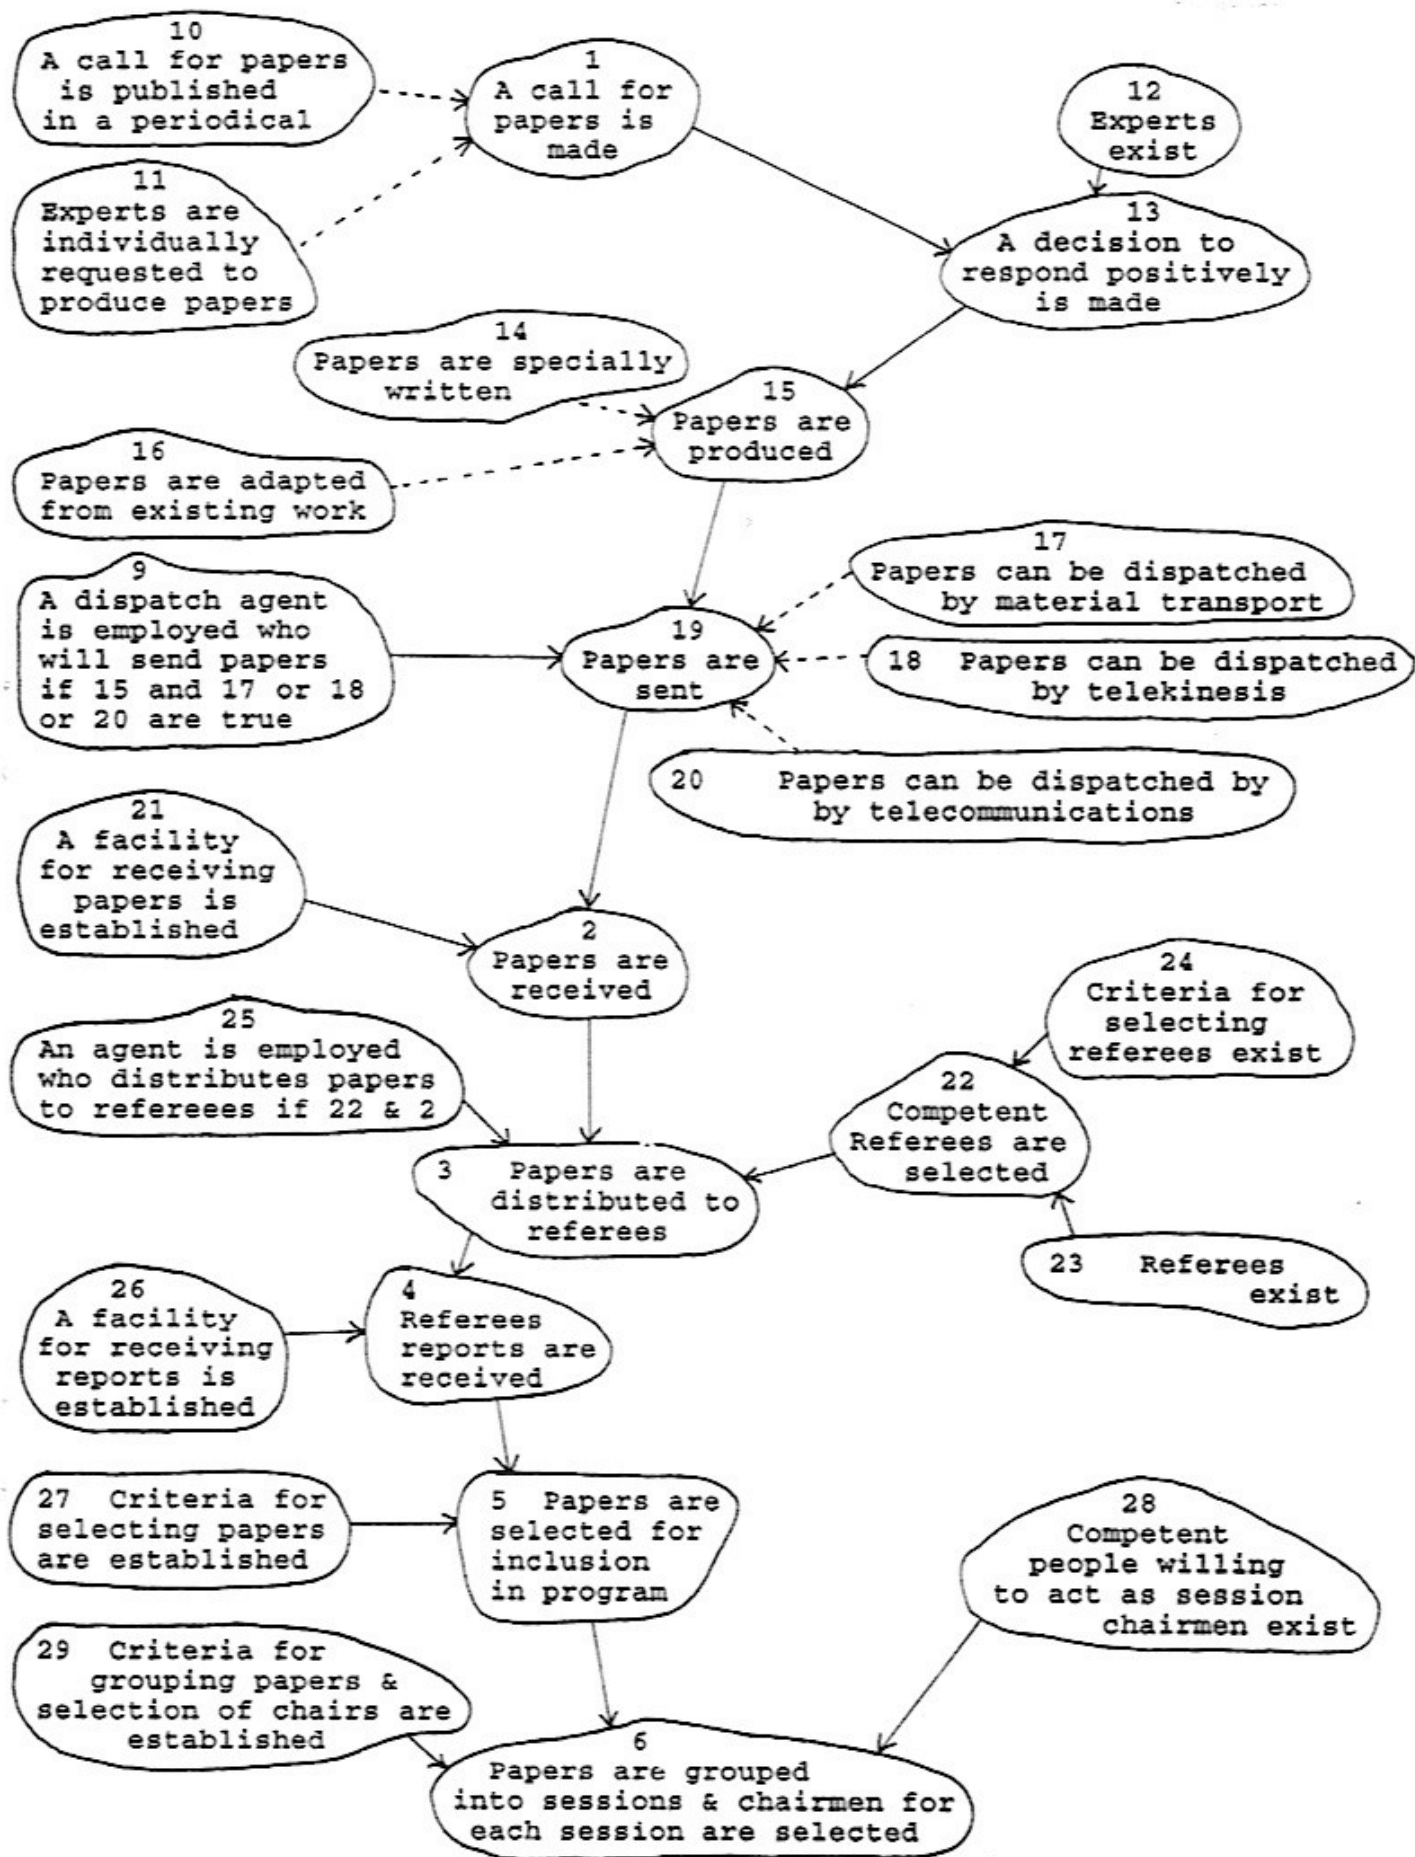 10
A call for papers
is published
in a periodical
1
A call for
papers is
made
12
Experts
exist
11
Experts are
individually
requested to
produce papers
13
A decision to
respond positively
is made
14
Papers are specially
written
15
Papers are
produced
16
Papers are adapted
from existing work
17
Papers can be dispatched
by material transport
9
A dispatch agent
is employed who
will send papers
if 15 and 17 or 18
or 20 are true
19
Papers are
sent
18 Papers can be dispatched
by telekinesis
20 Papers can be dispatched by
by telecommunications
21
A facility
for receiving
papers is
established
2
Papers are
received
24
Criteria for
selecting
referees exist
25
An agent is employed
who distributes papers
to refereees if 22 & 2
22
Competent
Referees are
selected
3 Papers are
distributed to
referees
23 Referees
exist
26
A facility
for receiving
reports is
established
4
Referees
reports are
received
27 Criteria for
selecting papers
are established
5 Papers are
selected for
inclusion
in program
28
Competent
people willing
to act as session
chairmen exist
29 Criteria for
grouping papers &
selection of chairs are
established
6
Papers are grouped
into sessions & chairmen for
each session are selected